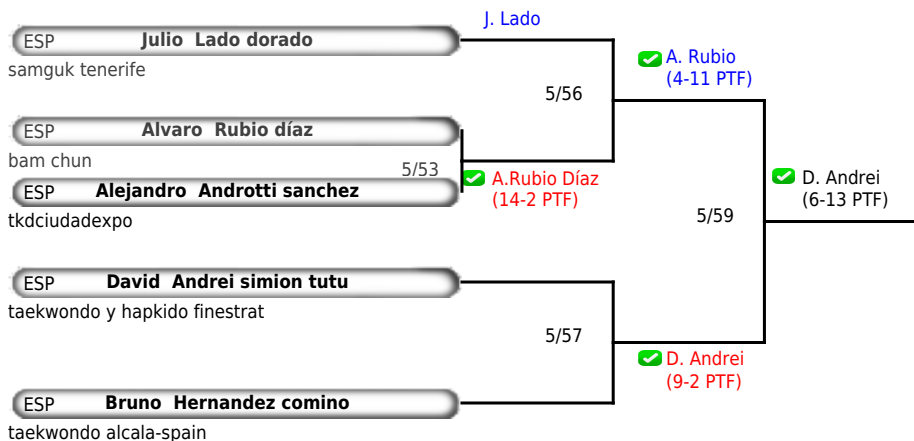 J. Lado
ESP Julio Lado dorado
samguk tenerife
A. Rubio
(4-11 PTF)
5/56
ESP Alvaro Rubio díaz
bam chun
5/53
A.Rubio Díaz
(14-2 PTF)
ESP Alejandro Androtti sanchez
tkdciudadexpo
D. Andrei
(6-13 PTF)
5/59
ESP David Andrei simion tutu
taekwondo y hapkido finestrat
5/57
D. Andrei
(9-2 PTF)
ESP Bruno Hernandez comino
taekwondo alcala-spain